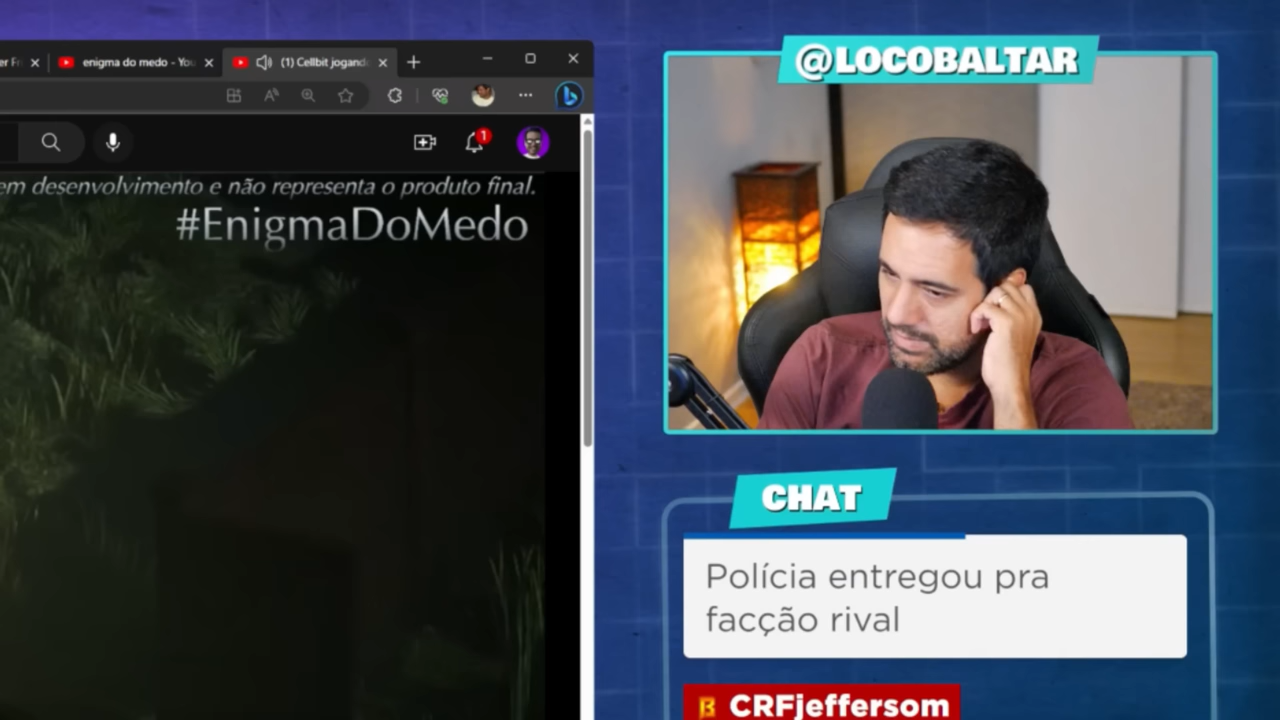 enigma do medo - You
(1) Cellbit jogando
1
em desenvolvimento e não representa o produto final.
#EnigmaDoMedo
@LOCOBALTAR
CHAT
Polícia entregou pra
facção rival
CRFjeffersom